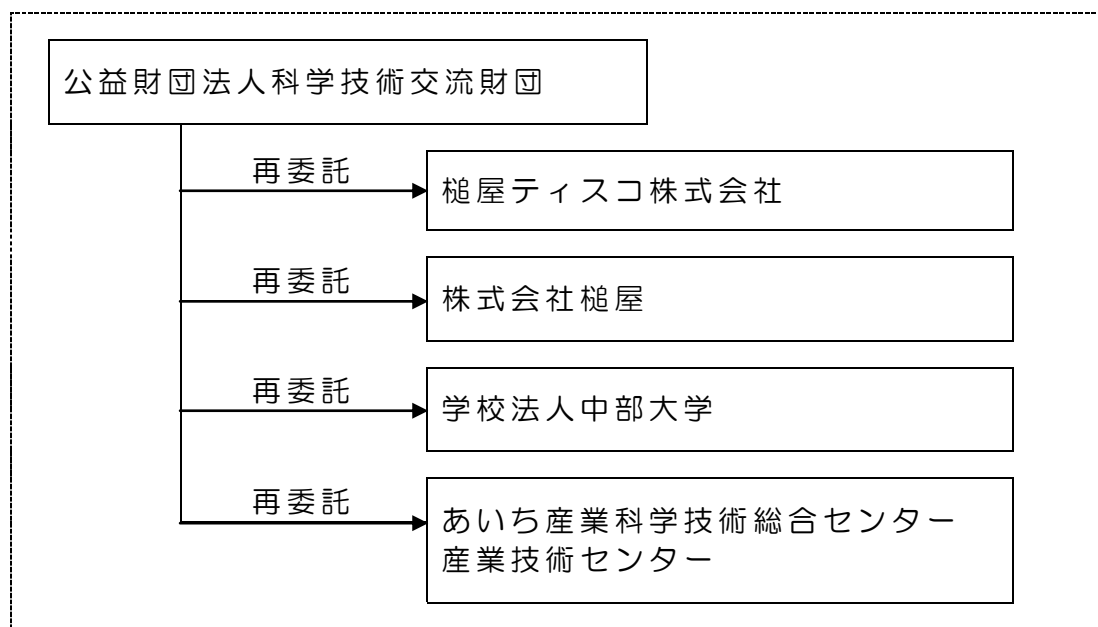 公益財団法人科学技術交流財団
再委託
槌屋ティスコ株式会社
再委託
株式会社槌屋
再委託
学校法人中部大学
再委託
あいち産業科学技術総合センター
産業技術センター